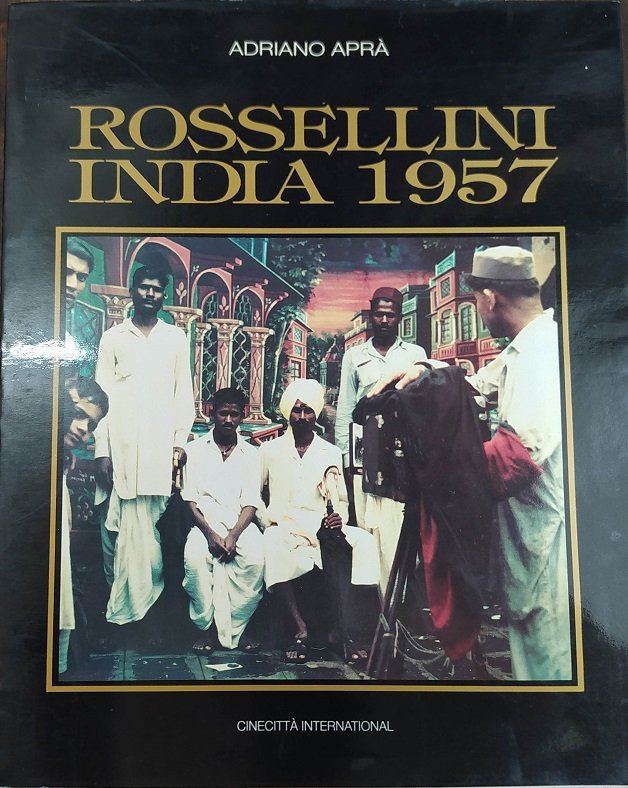 ADRIANO APRÀ
ROSSELLINI
INDIA 1957
CINECITTÀ INTERNATIONAL